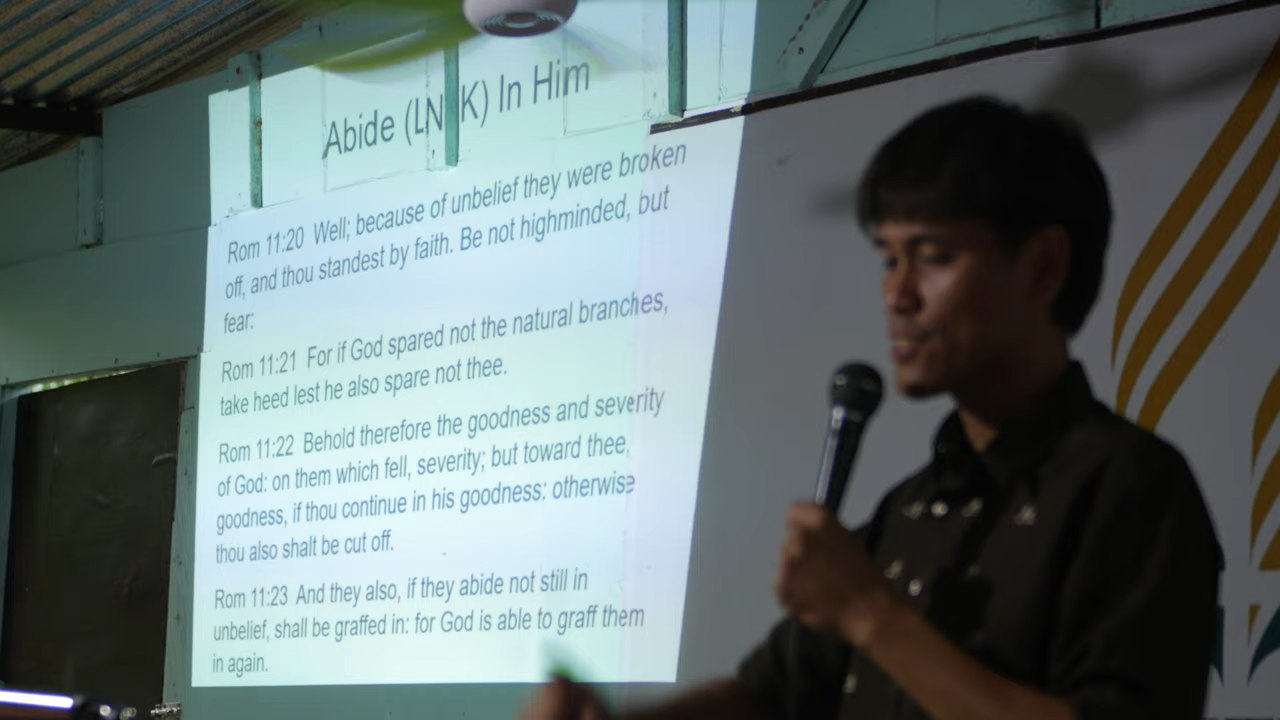 Abide (LNK) In Him
Rom 11:20 Well; because of unbelief they were broken
off, and thou standest by faith. Be not highminded, but
fear:
Rom 11:21 For if God spared not the natural branches,
take heed lest he also spare not thee.
Rom 11:22 Behold therefore the goodness and severity
of God: on them which fell, severity; but toward thee,
goodness, if thou continue in his goodness: otherwise
thou also shalt be cut off.
Rom 11:23 And they also, if they abide not still in
unbelief, shall be graffed in: for God is able to graff them
in again.